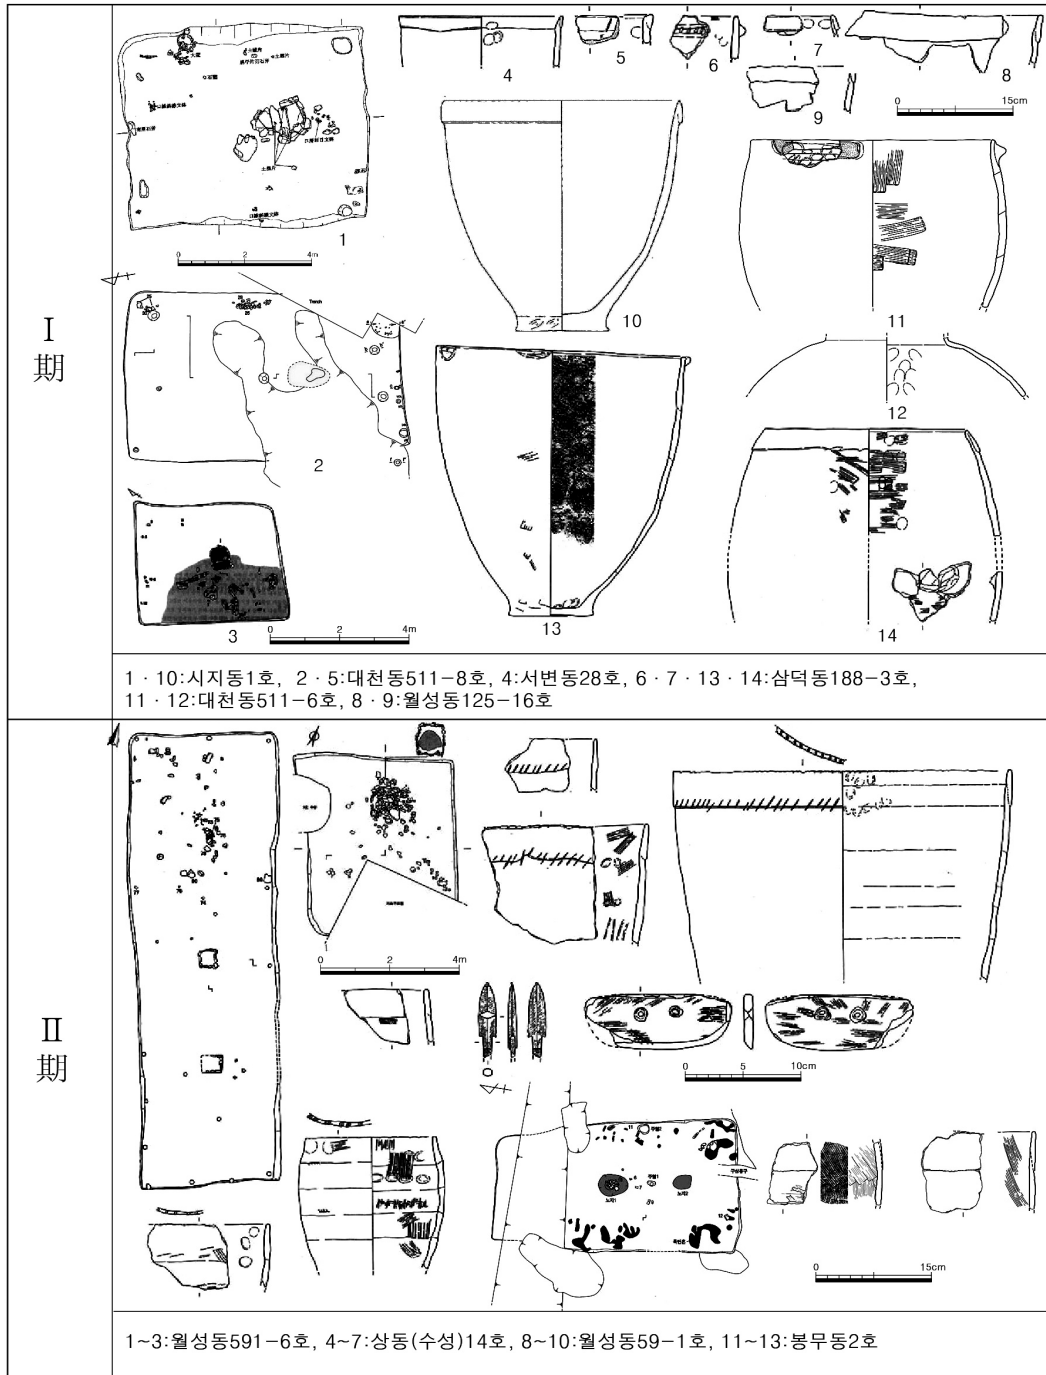 Ⅰ
期
1
0 2 4m
2
3
0 2 4m
4
5
6
7
8
9
0 15cm
10
11
12
13
14
Trench
1 · 10:시지동1호, 2 · 5:대천동511-8호, 4:서변동28호, 6 · 7 · 13 · 14:삼덕동188-3호,
11 · 12:대천동511-6호, 8 · 9:월성동125-16호
Ⅱ
期
0 2 4m
0 5 10cm
0 15cm
1~3:월성동591-6호, 4~7:상동(수성)14호, 8~10:월성동59-1호, 11~13:봉무동2호